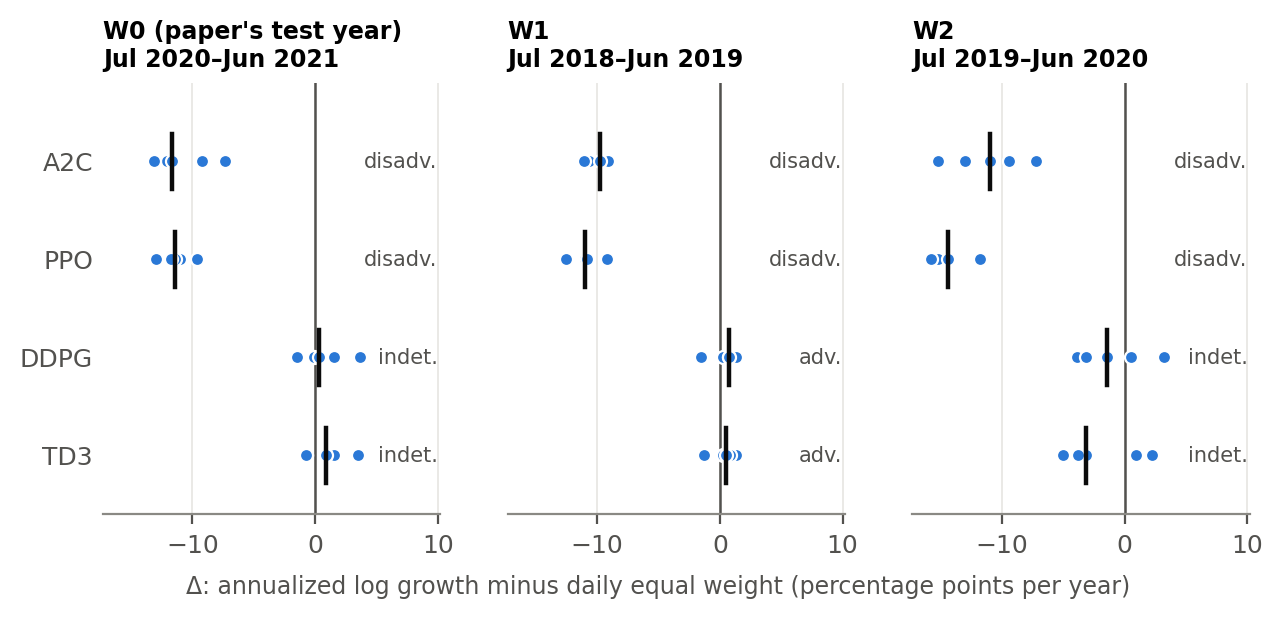 W0 (paper's test year)
Jul 2020–Jun 2021
W1
Jul 2018–Jun 2019
W2
Jul 2019–Jun 2020
A2C
disadv.
disadv.
disadv.
PPO
disadv.
disadv.
disadv.
DDPG
indet.
adv.
indet.
TD3
indet.
adv.
indet.
−10
0
10
−10
0
10
−10
0
10
Δ: annualized log growth minus daily equal weight (percentage points per year)